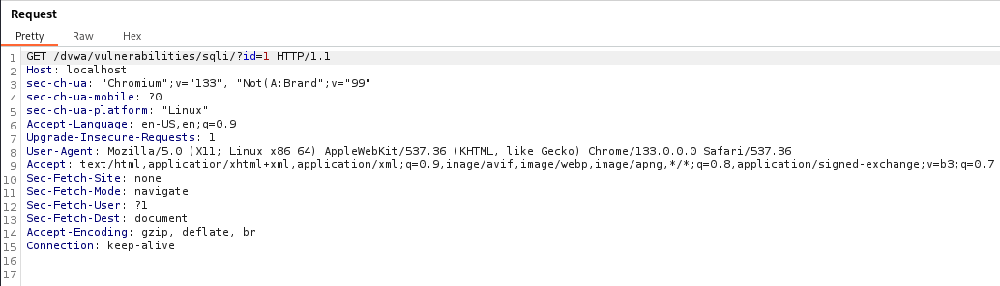 Request
Pretty Raw Hex
1 GET /dvwa/vulnerabilities/sqli/?id=1 HTTP/1.1
2 Host: localhost
3 sec-ch-ua: "Chromium";v="133", "Not(A:Brand";v="99"
4 sec-ch-ua-mobile: ?0
5 sec-ch-ua-platform: "Linux"
6 Accept-Language: en-US,en;q=0.9
7 Upgrade-Insecure-Requests: 1
8 User-Agent: Mozilla/5.0 (X11; Linux x86_64) AppleWebKit/537.36 (KHTML, like Gecko) Chrome/133.0.0.0 Safari/537.36
9 Accept: text/html,application/xhtml+xml,application/xml;q=0.9,image/avif,image/webp,image/apng,*/*;q=0.8,application/signed-exchange;v=b3;q=0.7
10 Sec-Fetch-Site: none
11 Sec-Fetch-Mode: navigate
12 Sec-Fetch-User: ?1
13 Sec-Fetch-Dest: document
14 Accept-Encoding: gzip, deflate, br
15 Connection: keep-alive
16
17